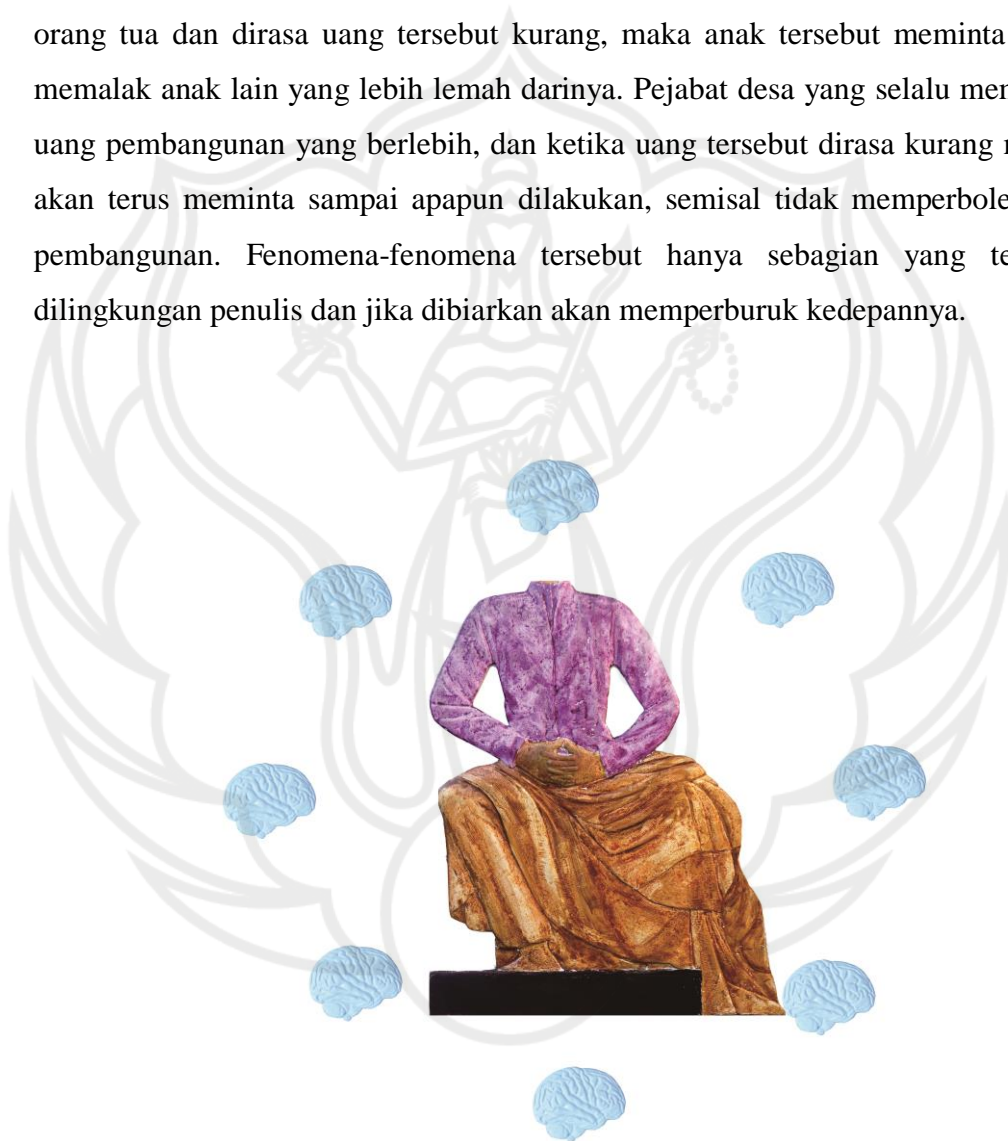 orang tua dan dirasa uang tersebut kurang, maka anak tersebut meminta
memalak anak lain yang lebih lemah darinya. Pejabat desa yang selalu
uang pembangunan yang berlebih, dan ketika uang tersebut dirasa kurang
akan terus meminta sampai apapun dilakukan, semisal tidak
pembangunan. Fenomena-fenomena tersebut hanya sebagian yang
dilingkungan penulis dan jika dibiarkan akan memperburuk kedepannya.